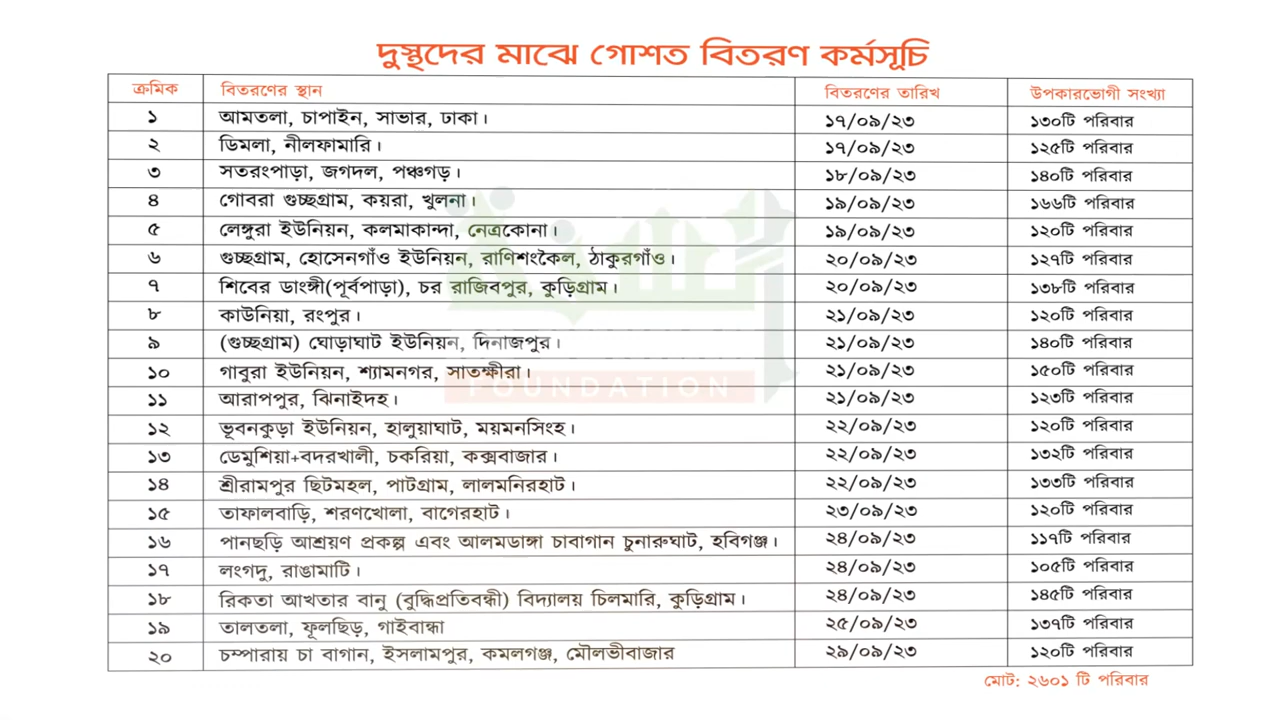 দুস্থদের মাঝে গোশত বিতরণ কর্মসূচি
ক্রমিক বিতরণের স্থান বিতরণের তারিখ উপকারভোগী সংখ্যা
১ আমতলা, চাপাইন, সাভার, ঢাকা। ১৭/০৯/২৩ ১৩০টি পরিবার
২ ডিমলা, নীলফামারি। ১৭/০৯/২৩ ১২৫টি পরিবার
৩ সতরংপাড়া, জগদল, পঞ্চগড়। ১৮/০৯/২৩ ১৪০টি পরিবার
৪ গোবরা গুচ্ছগ্রাম, কয়রা, খুলনা। ১৯/০৯/২৩ ১৬৬টি পরিবার
৫ লেঙ্গুরা ইউনিয়ন, কলমাকান্দা, নেত্রকোনা। ১৯/০৯/২৩ ১২০টি পরিবার
৬ গুচ্ছগ্রাম, হোসেনগাঁও ইউনিয়ন, রাণিশংকৈল, ঠাকুরগাঁও। ২০/০৯/২৩ ১২৭টি পরিবার
৭ শিবের ডাংঙ্গী(পূর্বপাড়া), চর রাজিবপুর, কুড়িগ্রাম। ২০/০৯/২৩ ১৩৮টি পরিবার
৮ কাউনিয়া, রংপুর। ২১/০৯/২৩ ১২০টি পরিবার
৯ (গুচ্ছগ্রাম) ঘোড়াঘাট ইউনিয়ন, দিনাজপুর। ২১/০৯/২৩ ১৪০টি পরিবার
১০ গাবুরা ইউনিয়ন, শ্যামনগর, সাতক্ষীরা। ২১/০৯/২৩ ১৫০টি পরিবার
FOUNDATION
১১ আরাপপুর, ঝিনাইদহ। ২১/০৯/২৩ ১২৩টি পরিবার
১২ ভূবনকুড়া ইউনিয়ন, হালুয়াঘাট, ময়মনসিংহ। ২২/০৯/২৩ ১২০টি পরিবার
১৩ ডেমুশিয়া+বদরখালী, চকরিয়া, কক্সবাজার। ২২/০৯/২৩ ১৩২টি পরিবার
১৪ শ্রীরামপুর ছিটমহল, পাটগ্রাম, লালমনিরহাট। ২২/০৯/২৩ ১৩৩টি পরিবার
১৫ তাফালবাড়ি, শরণখোলা, বাগেরহাট। ২৩/০৯/২৩ ১২০টি পরিবার
১৬ পানছড়ি আশ্রয়ণ প্রকল্প এবং আলমডাঙ্গা চাবাগান চুনারুঘাট, হবিগঞ্জ। ২৪/০৯/২৩ ১১৭টি পরিবার
১৭ লংগদু, রাঙামাটি। ২৪/০৯/২৩ ১০৫টি পরিবার
১৮ রিকতা আখতার বানু (বুদ্ধিপ্রতিবন্ধী) বিদ্যালয় চিলমারি, কুড়িগ্রাম। ২৪/০৯/২৩ ১৪৫টি পরিবার
১৯ তালতলা, ফূলছিড়, গাইবান্ধা ২৫/০৯/২৩ ১৩৭টি পরিবার
২০ চম্পারায় চা বাগান, ইসলামপুর, কমলগঞ্জ, মৌলভীবাজার ২৯/০৯/২৩ ১২০টি পরিবার
মোট: ২৬০১ টি পরিবার